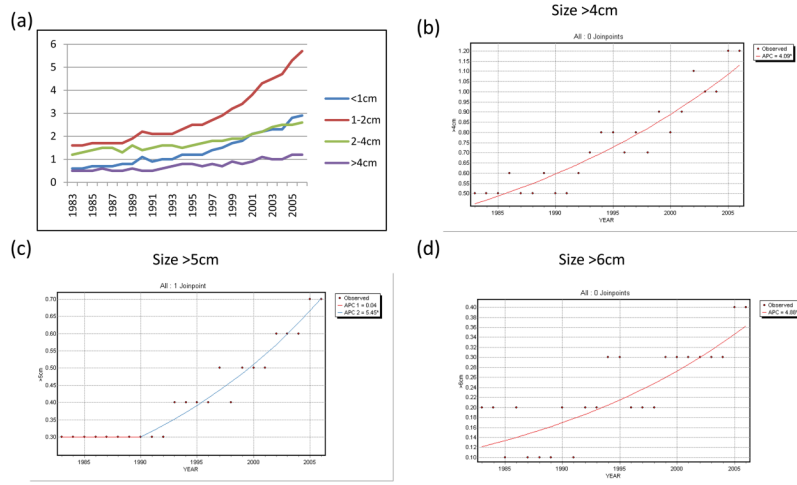 (a)
6
5
4
3
2
1
0
1983
1985
1987
1989
1991
1993
1995
1997
1999
2001
2003
2005
<1cm
1-2cm
2-4cm
>4cm
(b)
Size >4cm
All : 0 Joinpoints
1.20
1.10
1.00
0.95
0.90
0.85
0.80
0.75
0.70
0.65
0.60
0.55
0.50
>4cm
1985
1990
1995
2000
2005
YEAR
Observed
APC = 4.09*
(c)
Size >5cm
All : 1 Joinpoint
0.70
0.65
0.60
0.55
0.50
0.45
0.40
0.35
0.30
>5cm
1985
1990
1995
2000
2005
YEAR
Observed
APC 1 = 0.04
APC 2 = 5.45*
(d)
Size >6cm
All : 0 Joinpoints
0.40
0.38
0.36
0.34
0.32
0.30
0.28
0.26
0.24
0.22
0.20
0.18
0.16
0.14
0.12
0.10
1985
1990
1995
2000
2005
YEAR
Observed
APC = 4.88*